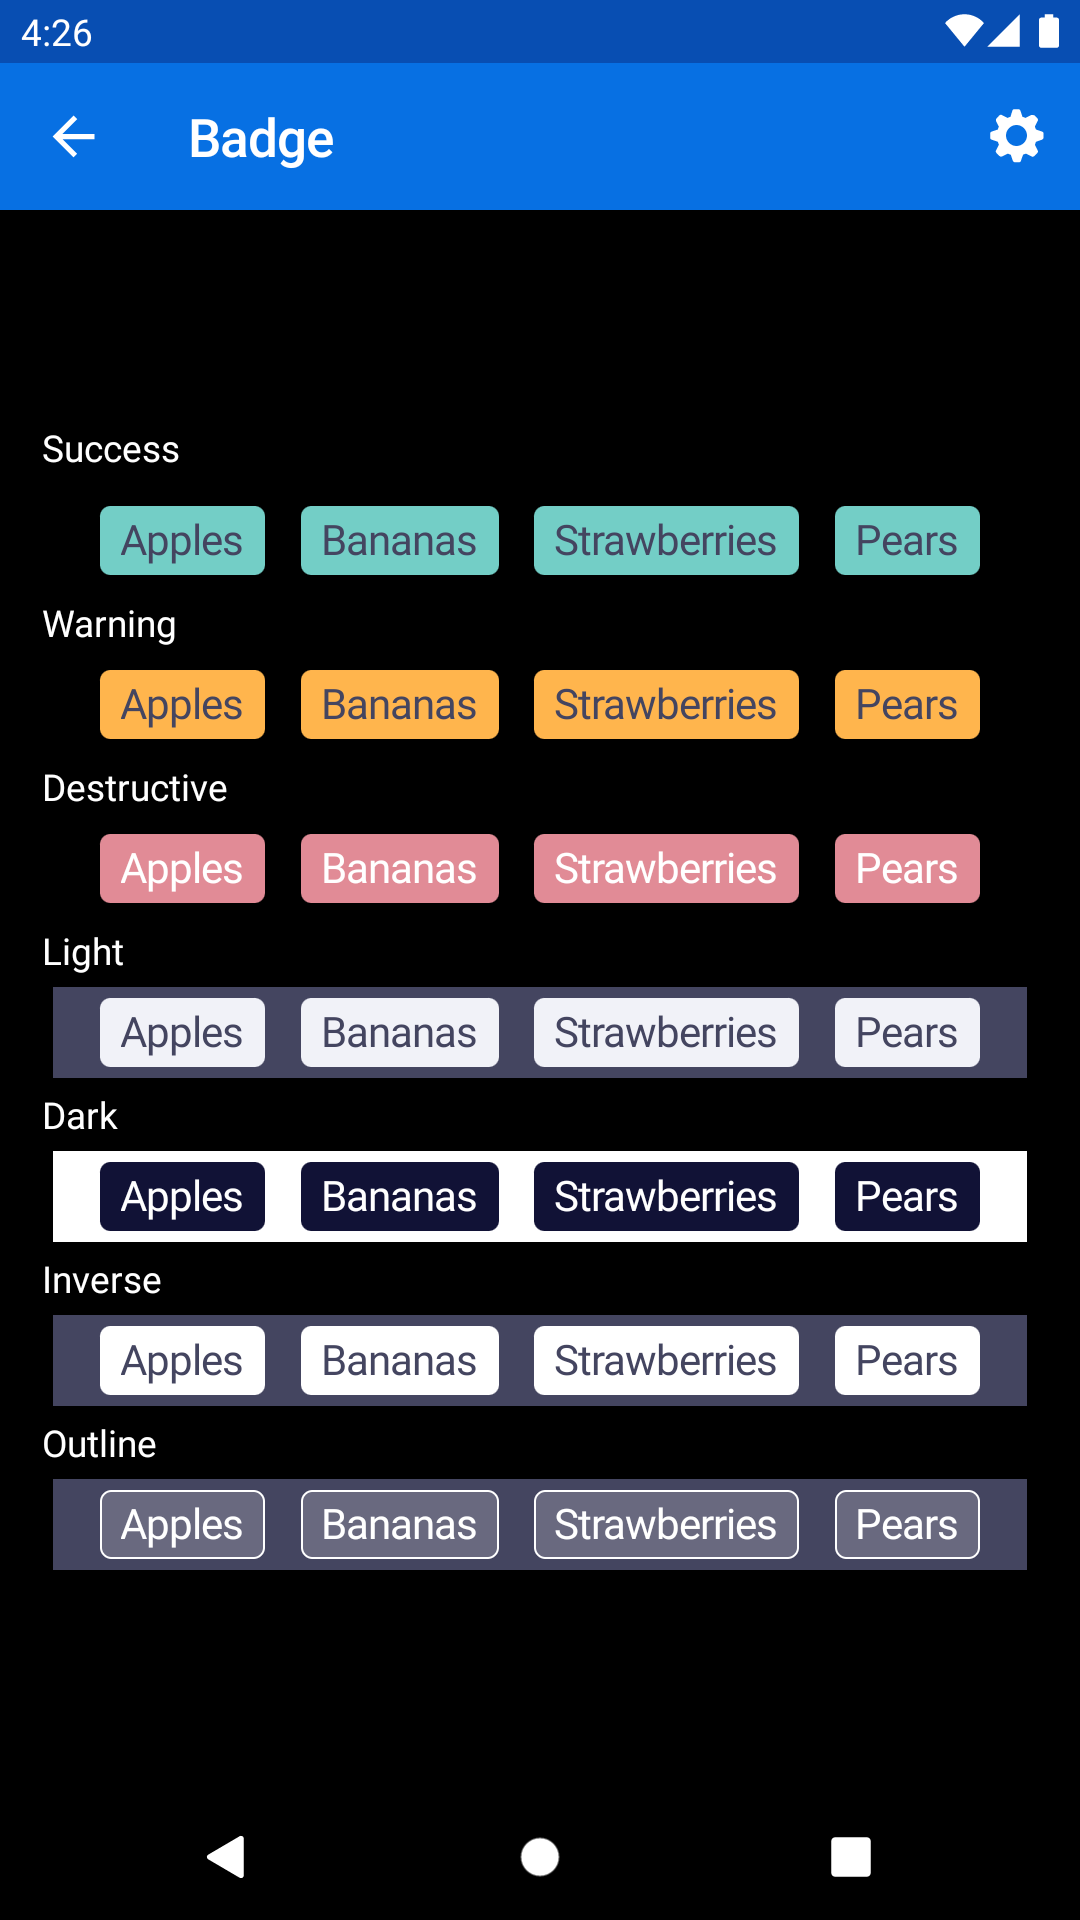 4:26
Badge
Success
Apples Bananas Strawberries Pears
Warning
Apples Bananas Strawberries Pears
Destructive
Apples Bananas Strawberries Pears
Light
Apples Bananas Strawberries Pears
Dark
Apples Bananas Strawberries Pears
Inverse
Apples Bananas Strawberries Pears
Outline
Apples Bananas Strawberries Pears